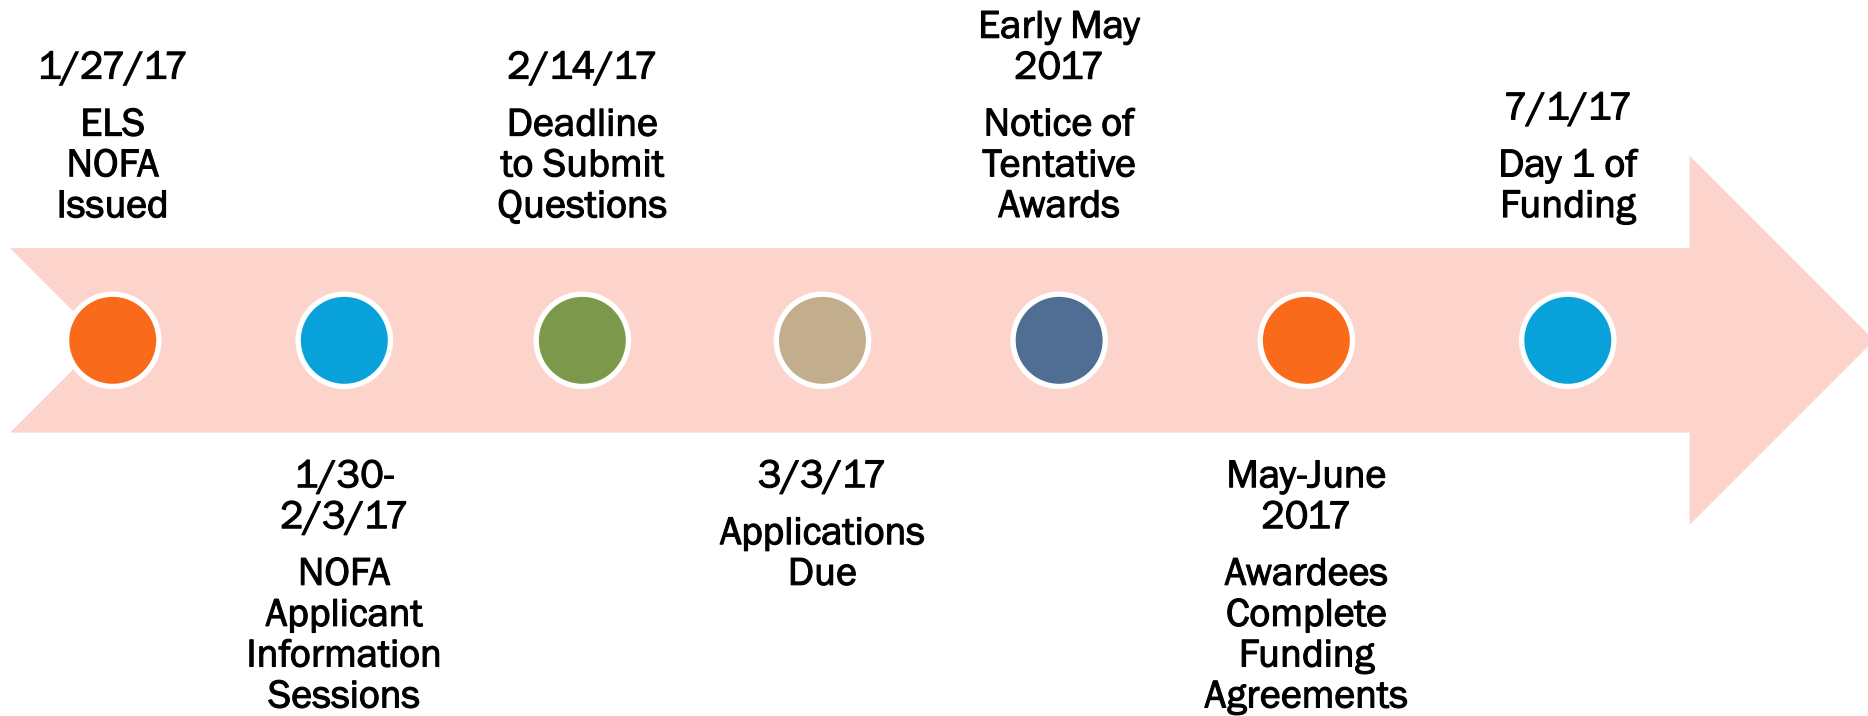 1/27/17
ELS
NOFA
Issued
1/30-
2/3/17
NOFA
Applicant
Information
Sessions
2/14/17
Deadline
to Submit
Questions
3/3/17
Applications
Due
Early May
2017
Notice of
Tentative
Awards
May-June
2017
Awardees
Complete
Funding
Agreements
7/1/17
Day 1 of
Funding